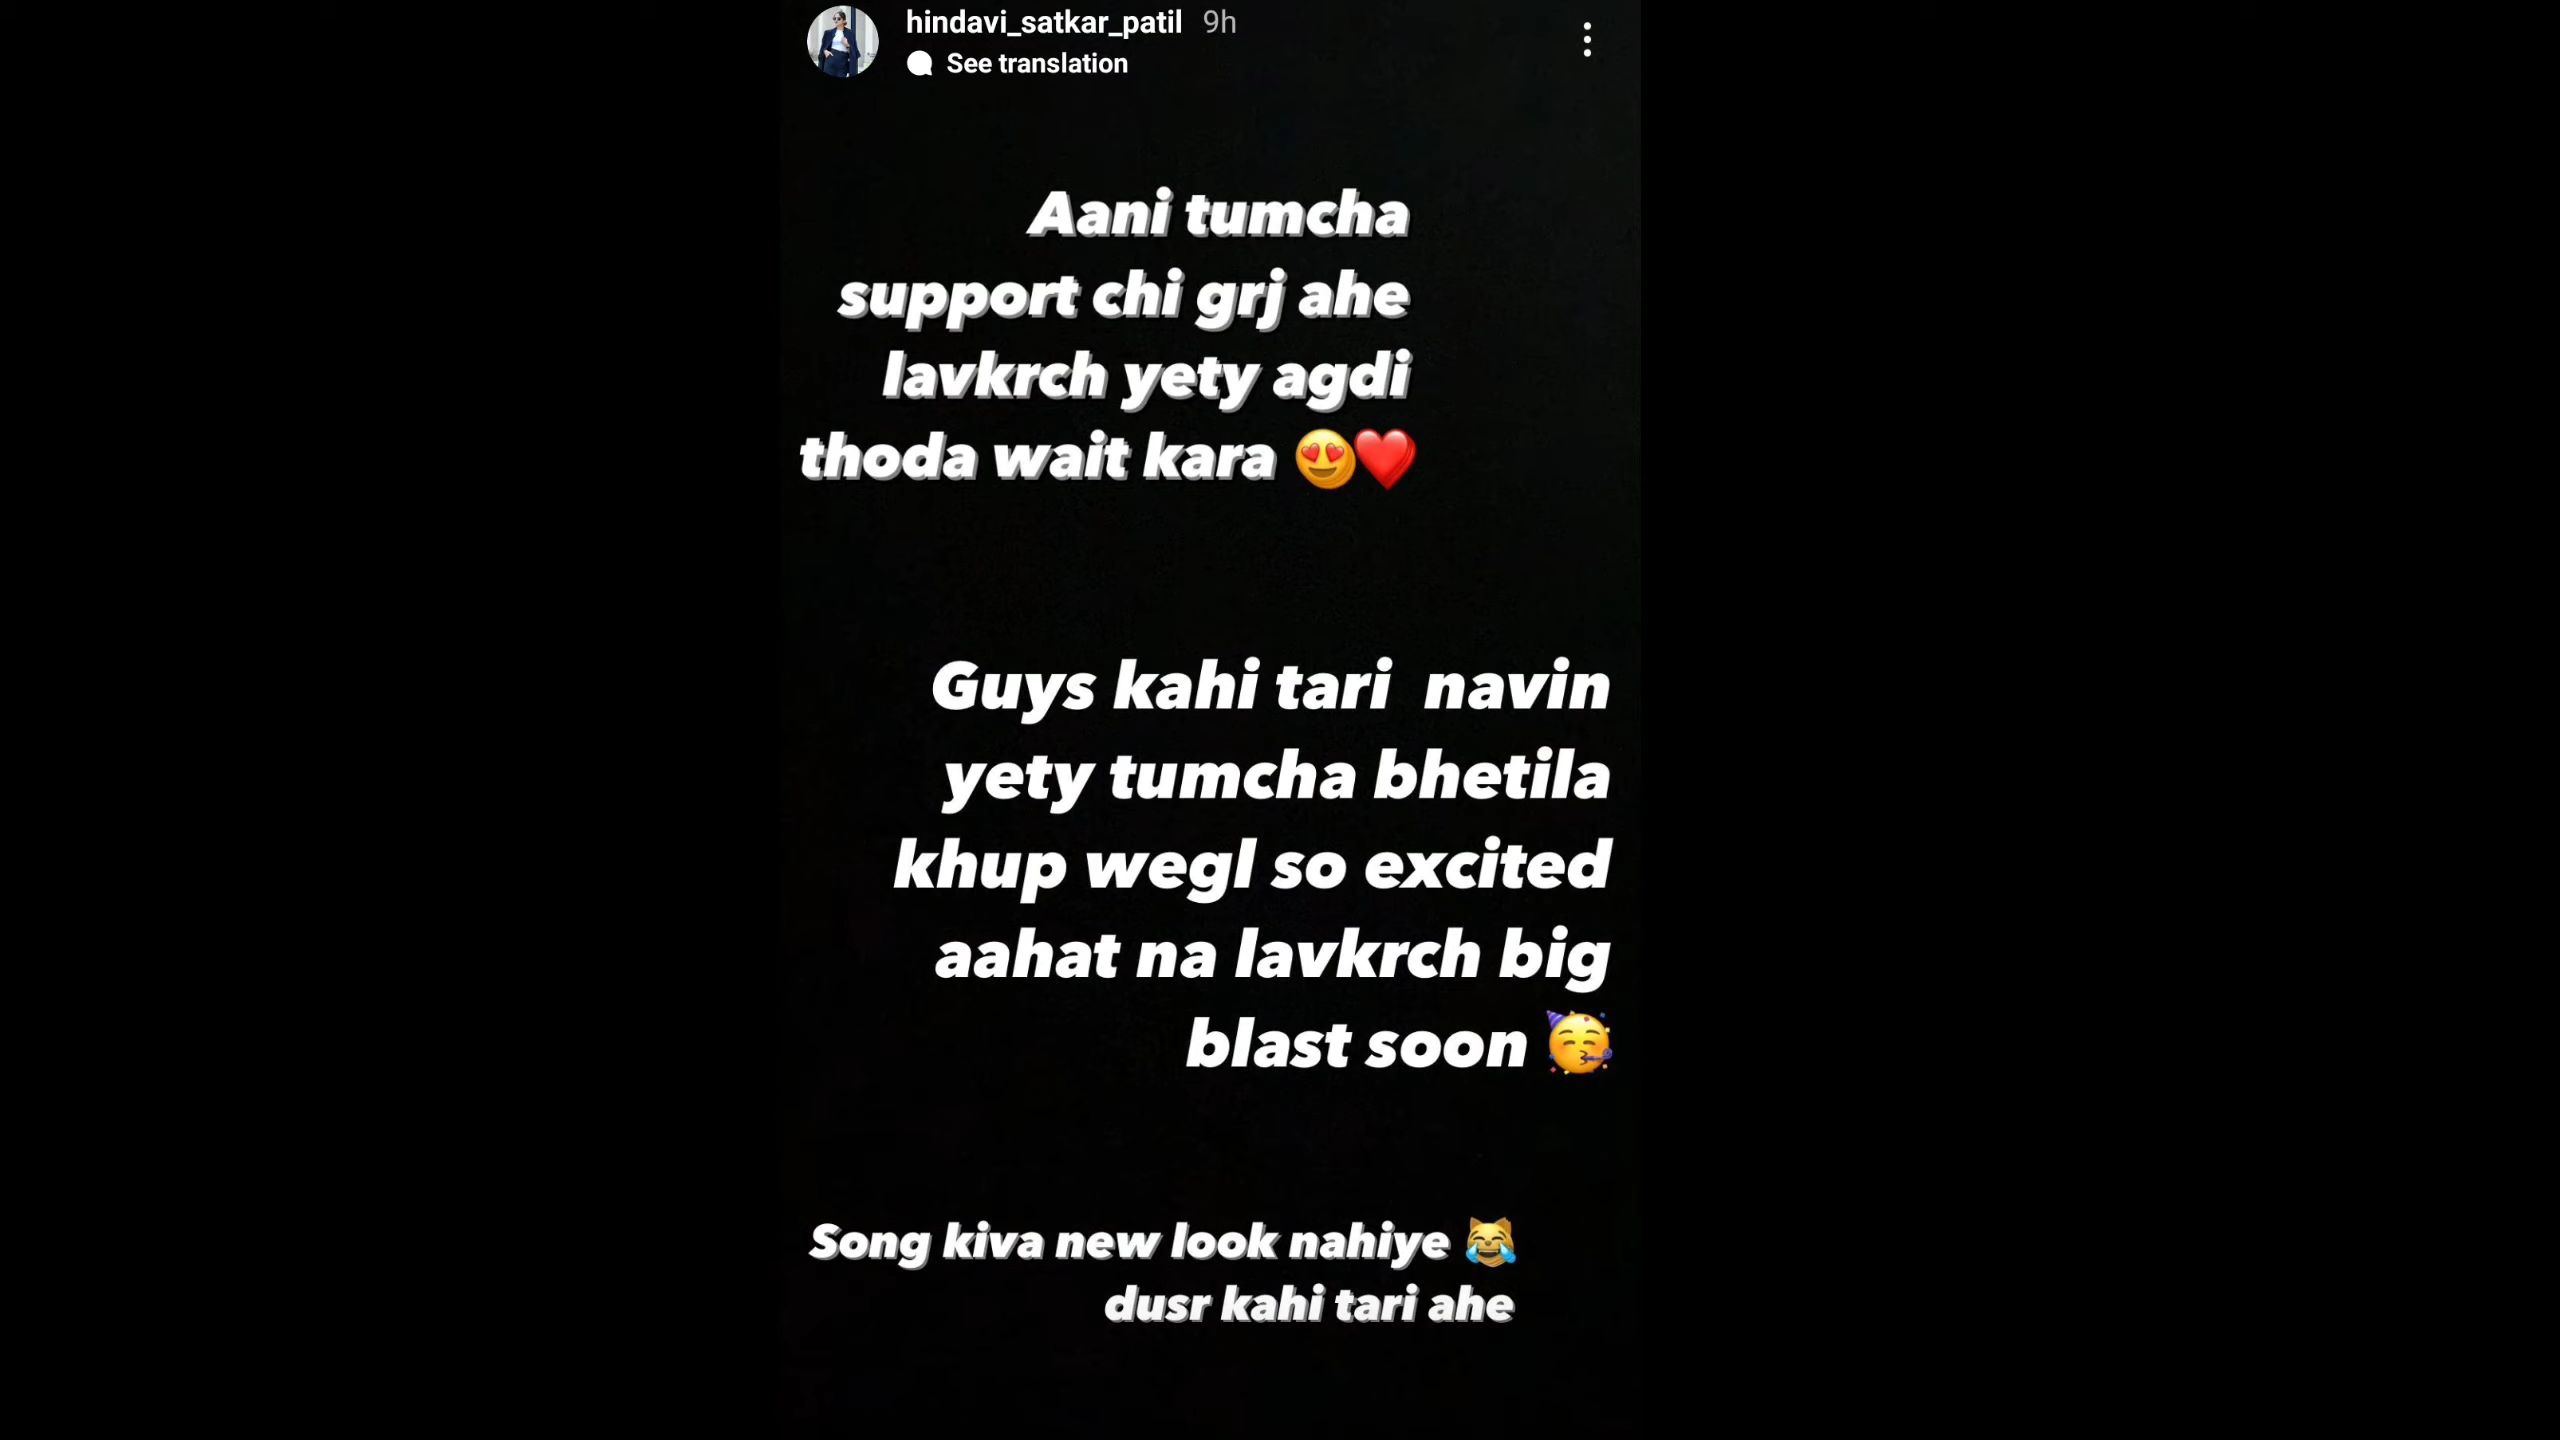 hindavi_satkar_patil 9h
See translation
Aani tumcha
support chi grj ahe
lavkrch yety agdi
thoda wait kara 😍❤️
Guys kahi tari  navin
yety tumcha bhetila
khup wegl so excited
aahat na lavkrch big
blast soon 🥳
Song kiva new look nahiye 😹
dusr kahi tari ahe